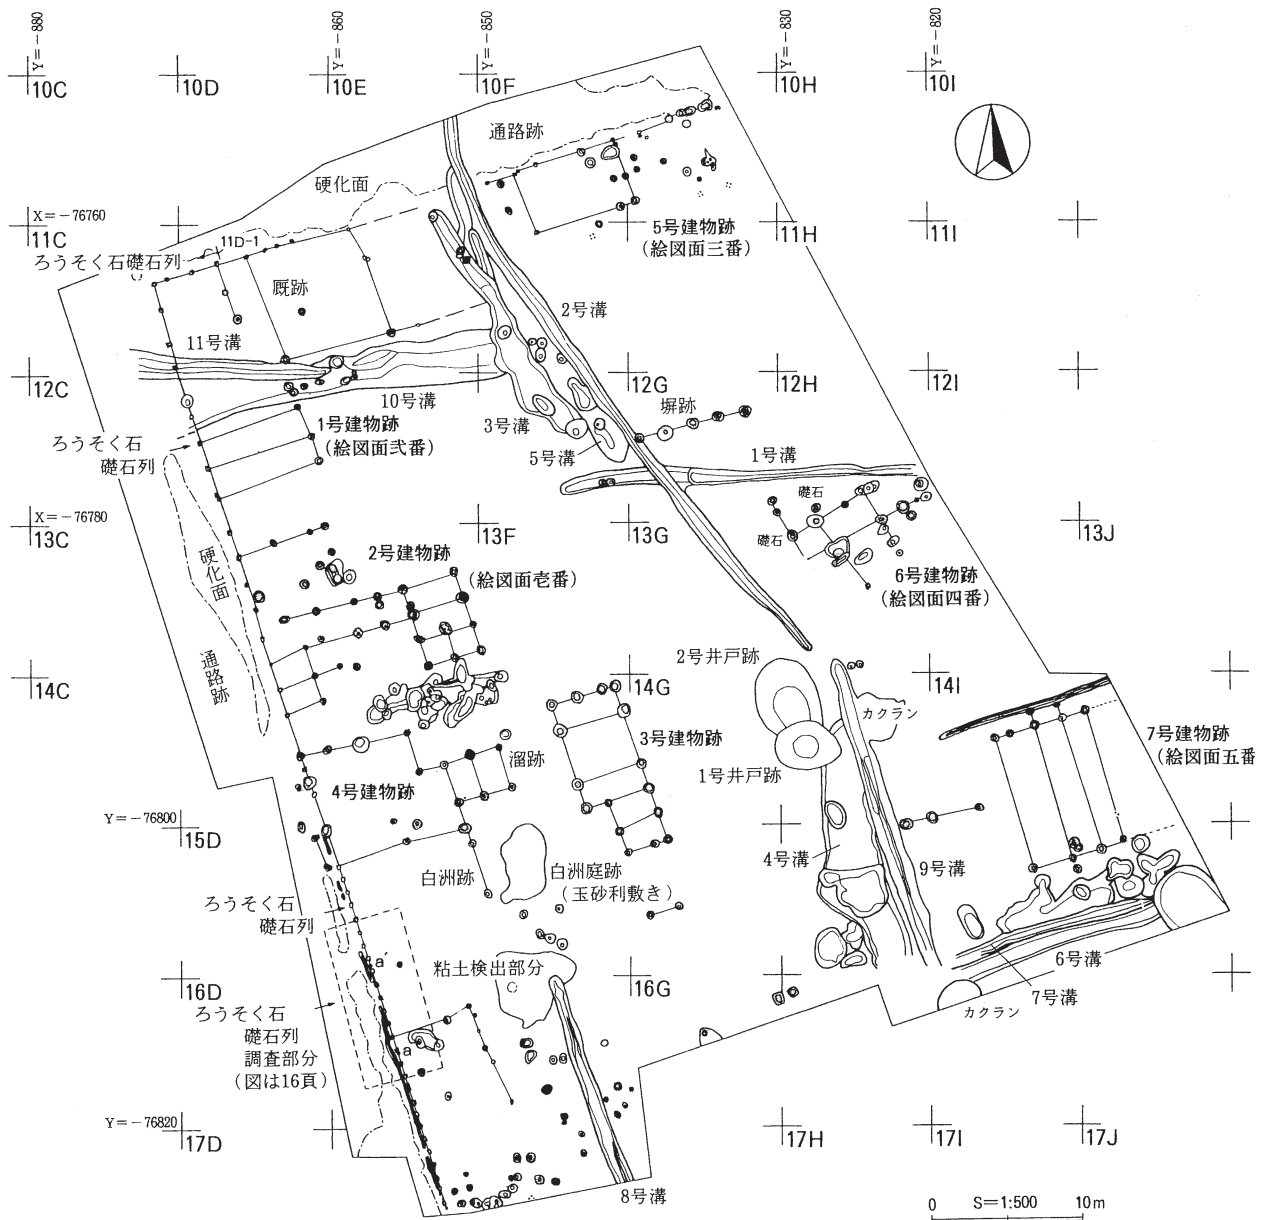 Y=-880
Y=-860
Y=-850
Y=-830
Y=-820
10C
10D
10E
10F
10H
10I
通路跡
硬化面
X=-76760
11C
11D-1
ろうそく石礎石列
厩跡
5号建物跡
(絵図面三番)
11H
11I
2号溝
11号溝
12C
10号溝
12G
12H
12I
塀跡
1号建物跡
(絵図面弐番)
3号溝
5号溝
1号溝
ろうそく石
礎石列
X=-76780
13C
13F
13G
13J
礎石
礎石
硬化面
2号建物跡
(絵図面壱番)
6号建物跡
(絵図面四番)
通路跡
14C
14G
2号井戸跡
14I
カクラン
3号建物跡
7号建物跡
(絵図面五番
溜跡
1号井戸跡
4号建物跡
Y=-76800
15D
白洲跡
白洲庭跡
(玉砂利敷き)
4号溝
9号溝
ろうそく石
礎石列
a′
粘土検出部分
16D
16G
6号溝
7号溝
カクラン
ろうそく石
礎石列
調査部分
(図は16頁)
a
Y=-76820
17D
17H
17I
17J
8号溝
0 S=1:500 10m